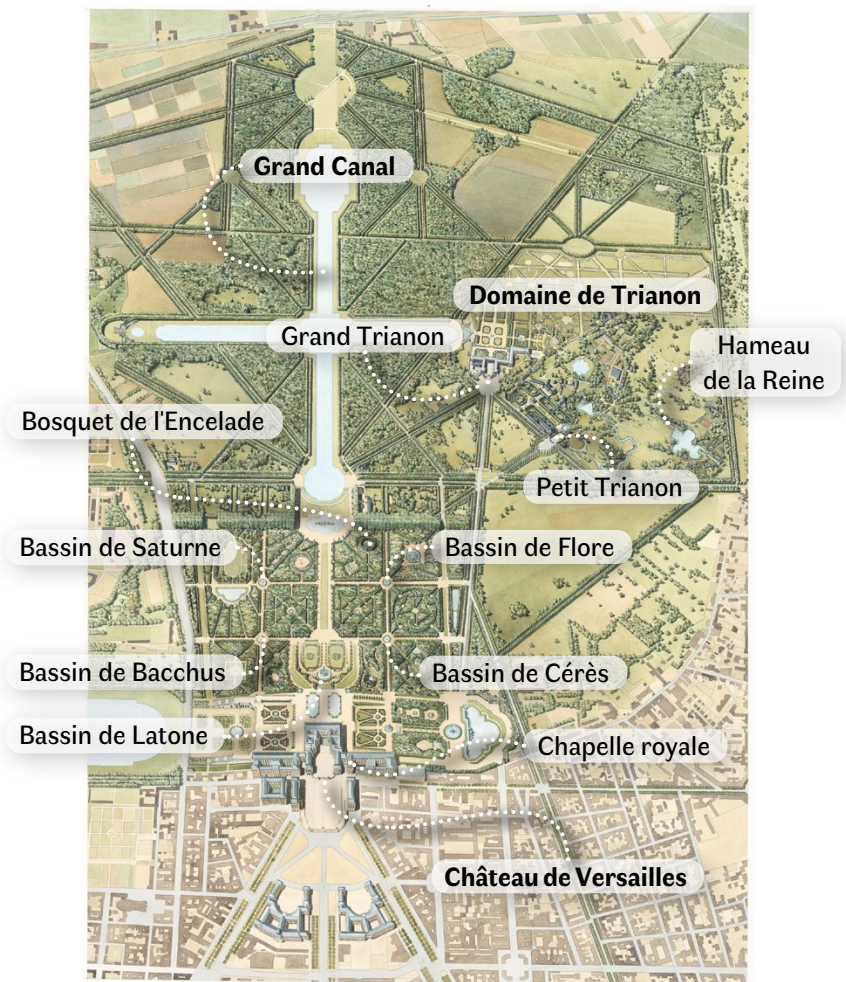 Grand Canal
Domaine de Trianon
Grand Trianon
Hameau
de la Reine
Bosquet de l'Encelade
Petit Trianon
Bassin de Saturne
Bassin de Flore
Bassin de Bacchus
Bassin de Cérès
Bassin de Latone
Chapelle royale
Château de Versailles